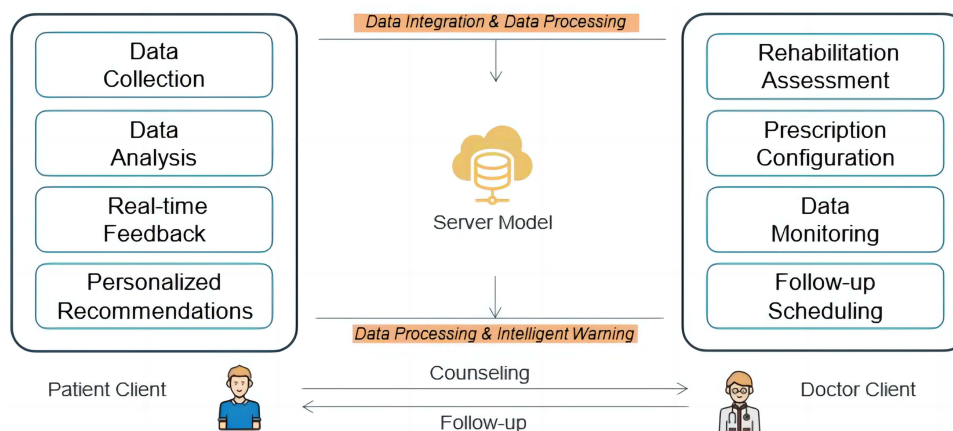 Data Integration & Data Processing
Data
Collection
Data
Analysis
Real-time
Feedback
Personalized
Recommendations
Server Model
Rehabilitation
Assessment
Prescription
Configuration
Data
Monitoring
Follow-up
Scheduling
Data Processing & Intelligent Warning
Patient Client
Counseling
Doctor Client
Follow-up